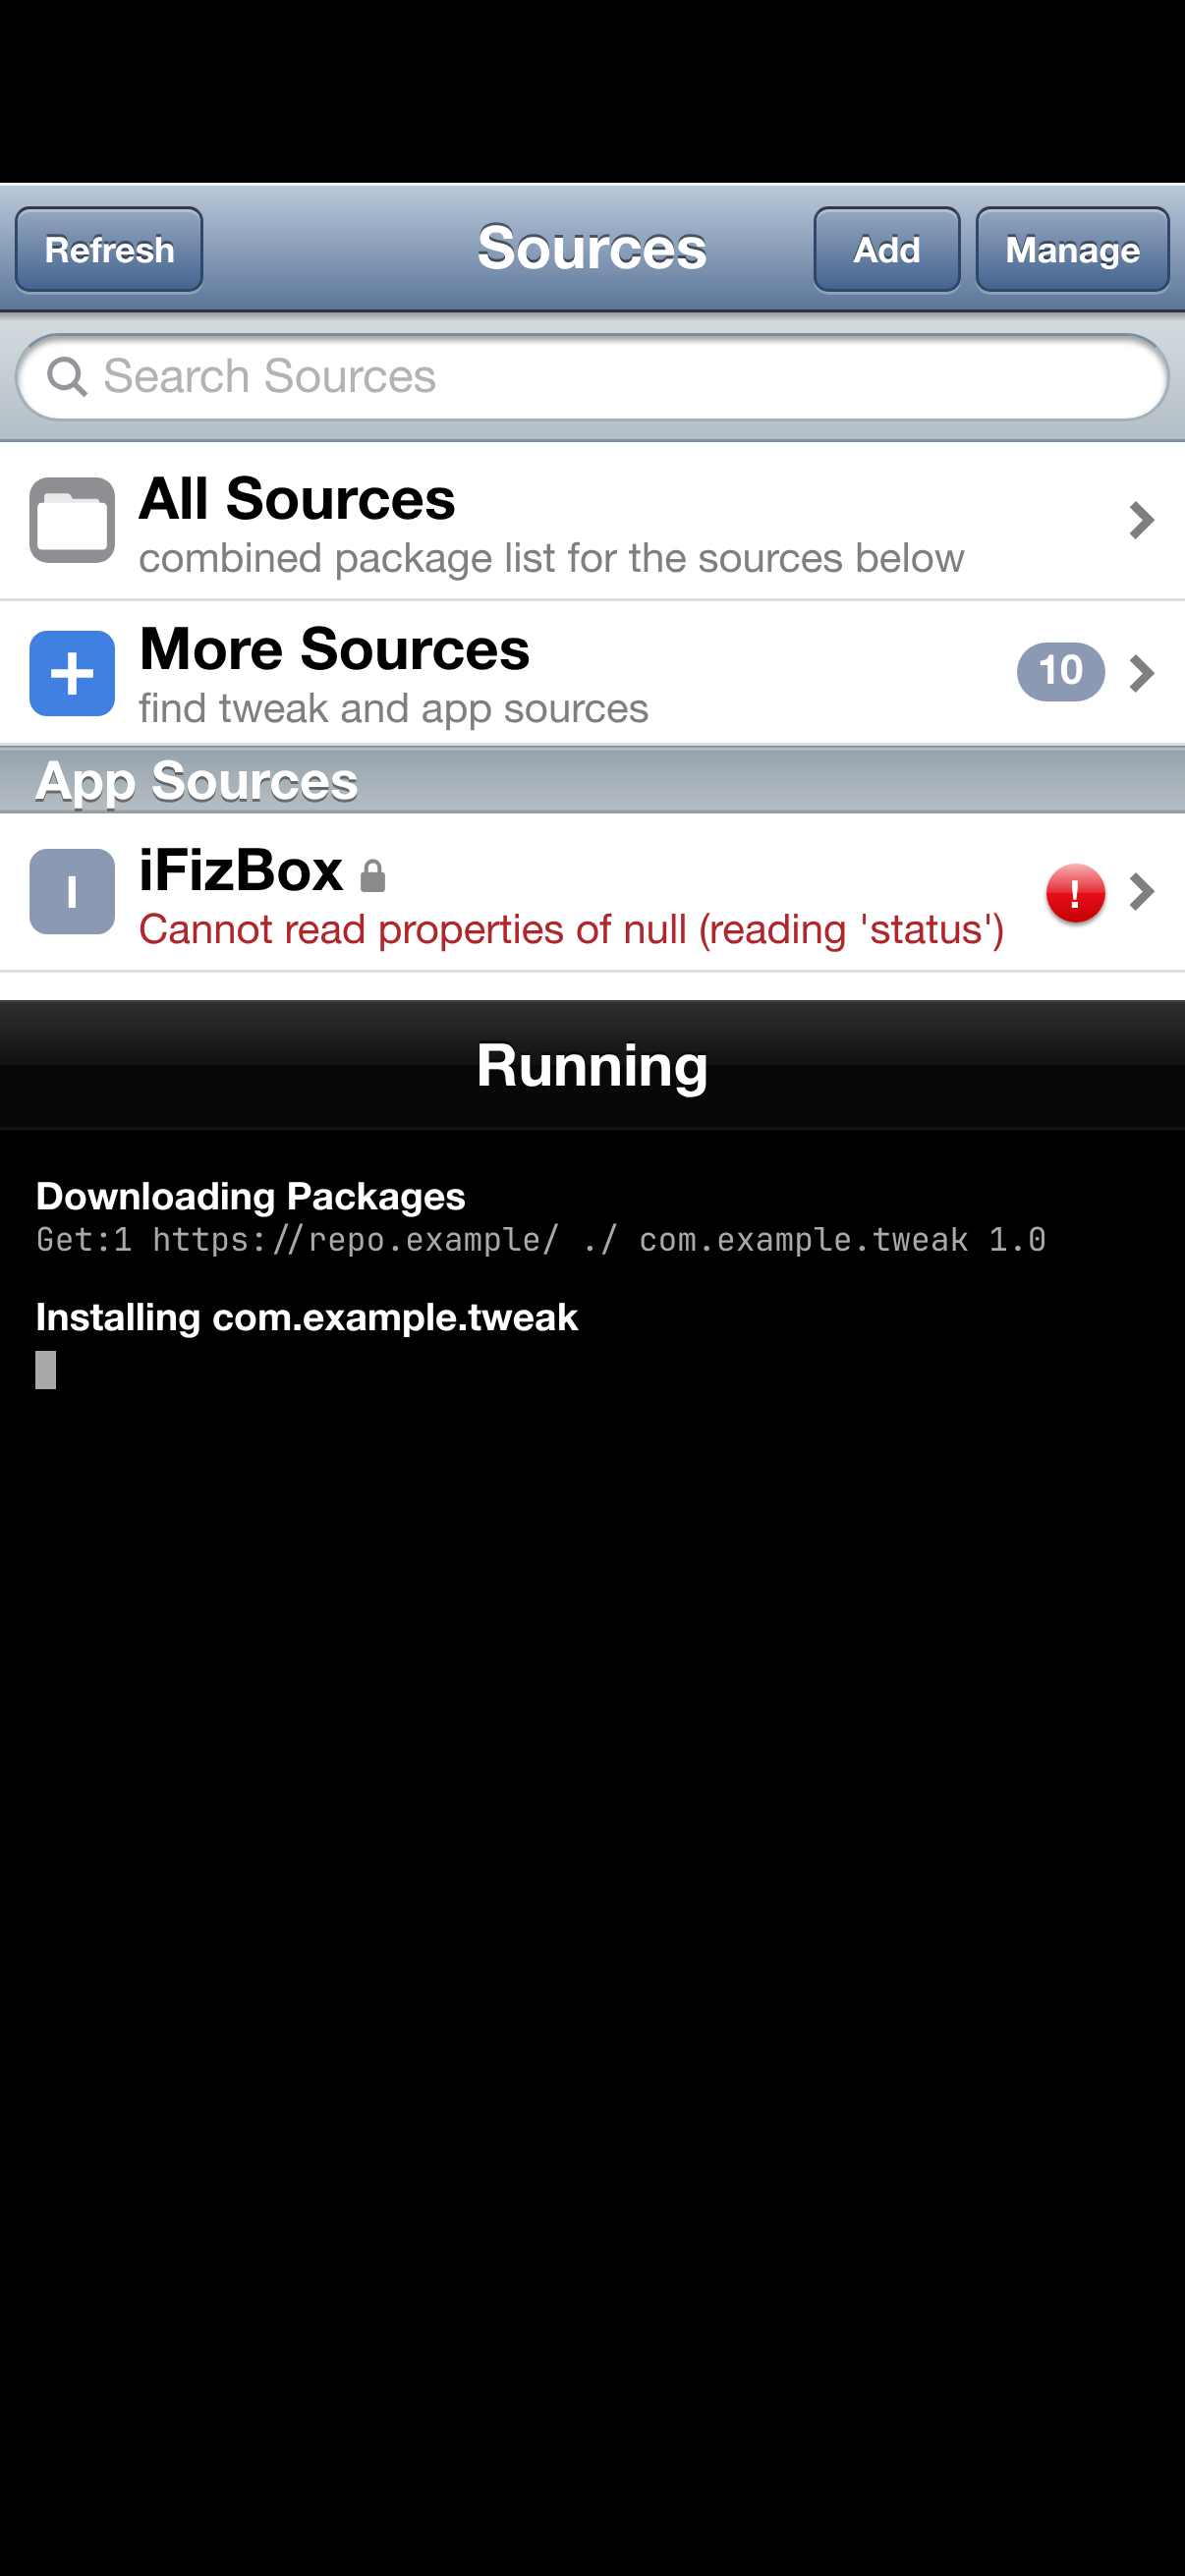 Refresh
Sources
Add
Manage
Search Sources
All Sources
combined package list for the sources below
More Sources
find tweak and app sources
10
App Sources
I
iFizBox
Cannot read properties of null (reading 'status')
!
Running
Downloading Packages
Get:1 https://repo.example/ ./ com.example.tweak 1.0
Installing com.example.tweak